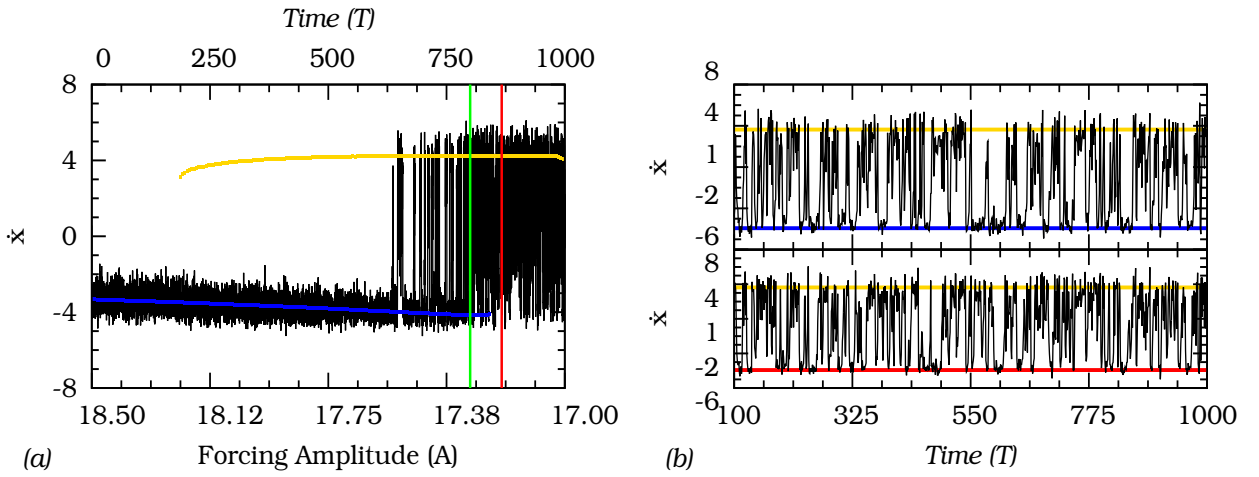 Time (T)
0 250 500 750 1000
8
4
0
-4
-8
ẋ
18.50 18.12 17.75 17.38 17.00
(a) Forcing Amplitude (A)
8
4
1
-2
-6
ẋ
8
4
1
-2
-6
ẋ
100 325 550 775 1000
(b) Time (T)